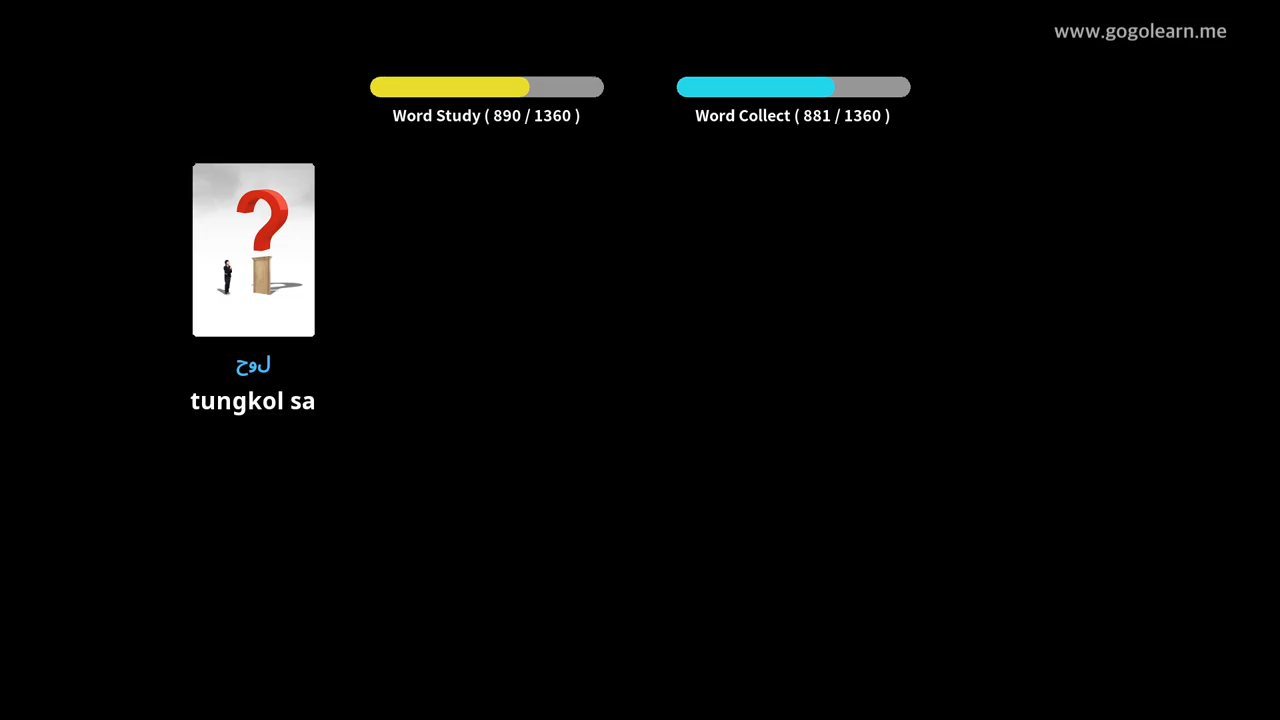 www.gogolearn.me
Word Study ( 890 / 1360 )
Word Collect ( 881 / 1360 )
لوح
tungkol sa